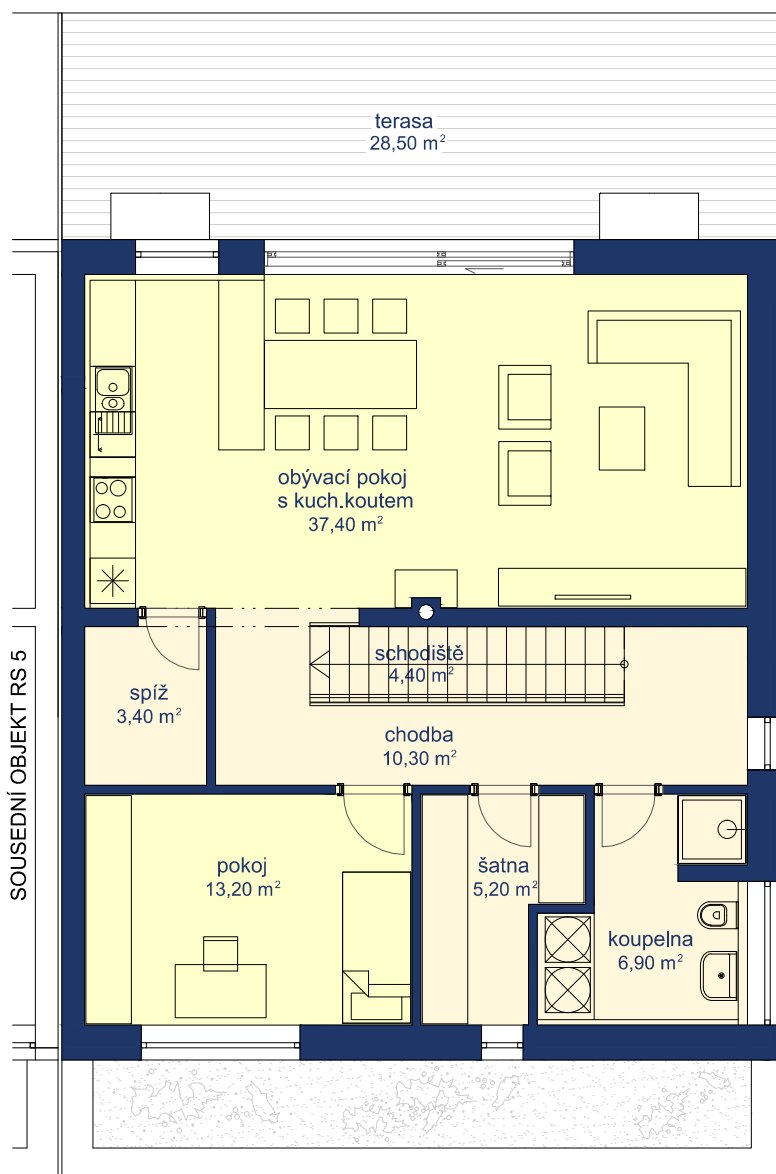 terasa
28,50 m²
obývací pokoj
s kuch.koutem
37,40 m²
schodiště
4,40 m²
spíž
3,40 m²
chodba
10,30 m²
SOUSEDNÍ OBJEKT RS 5
pokoj
13,20 m²
šatna
5,20 m²
koupelna
6,90 m²